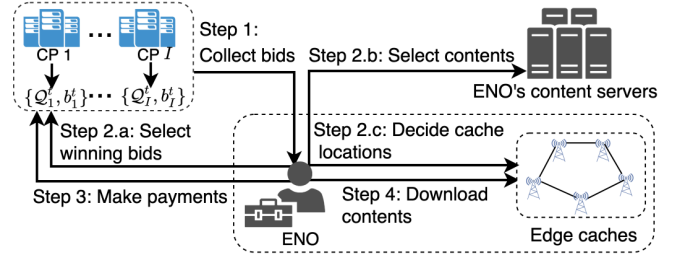 Step 1:
Collect bids
CP 1 ... CP I
{Q_1^t, b_1^t} ... {Q_I^t, b_I^t}
Step 2.b: Select contents
ENO's content servers
Step 2.a: Select
winning bids
Step 2.c: Decide cache
locations
Step 3: Make payments
Step 4: Download
contents
ENO
Edge caches